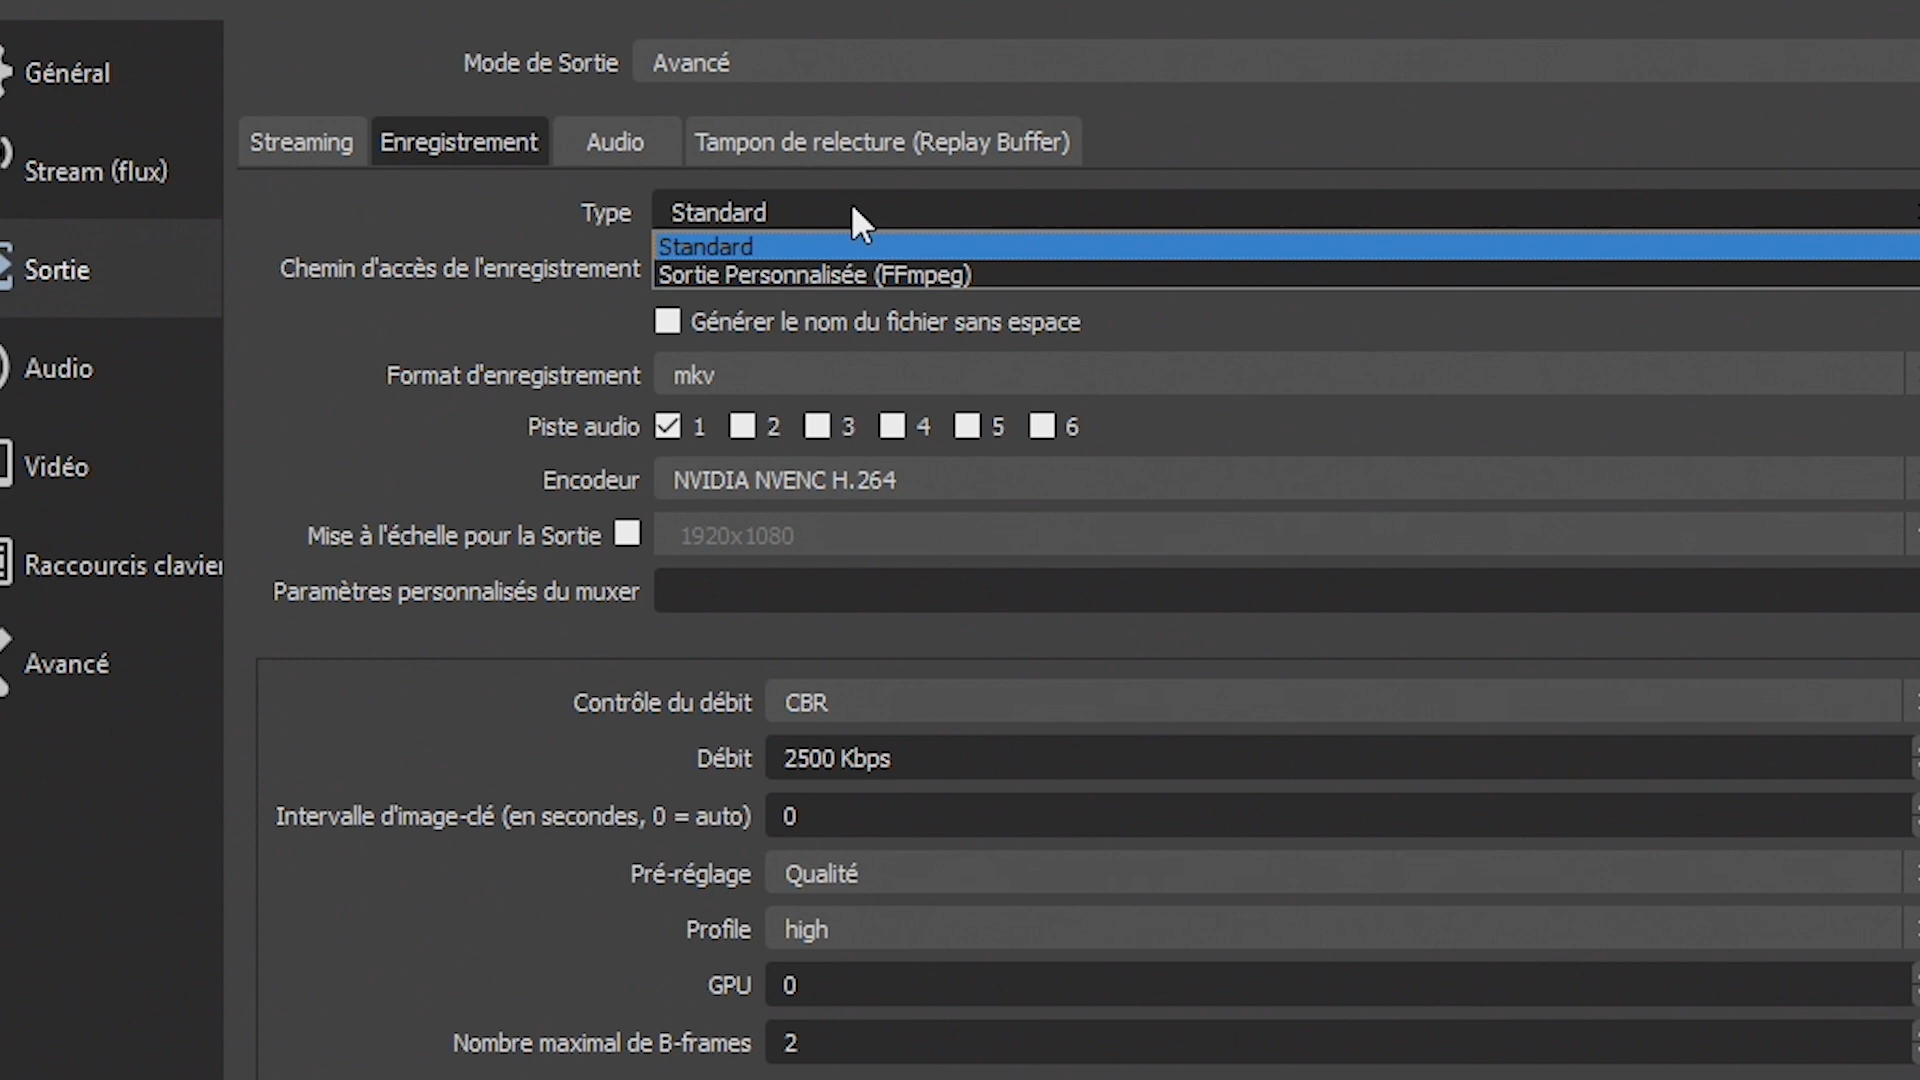 Mode de Sortie Avancé
Général
Streaming Enregistrement Audio Tampon de relecture (Replay Buffer)
Stream (flux)
Type Standard
Standard
Chemin d'accès de l'enregistrement
Sortie Personnalisée (FFmpeg)
Sortie
Générer le nom du fichier sans espace
Audio
Format d'enregistrement mkv
Piste audio 1 2 3 4 5 6
Vidéo
Encodeur NVIDIA NVENC H.264
Mise à l'échelle pour la Sortie 1920x1080
Raccourcis clavier
Paramètres personnalisés du muxer
Avancé
Contrôle du débit CBR
Débit 2500 Kbps
Intervalle d'image-clé (en secondes, 0 = auto) 0
Pré-réglage Qualité
Profile high
GPU 0
Nombre maximal de B-frames 2